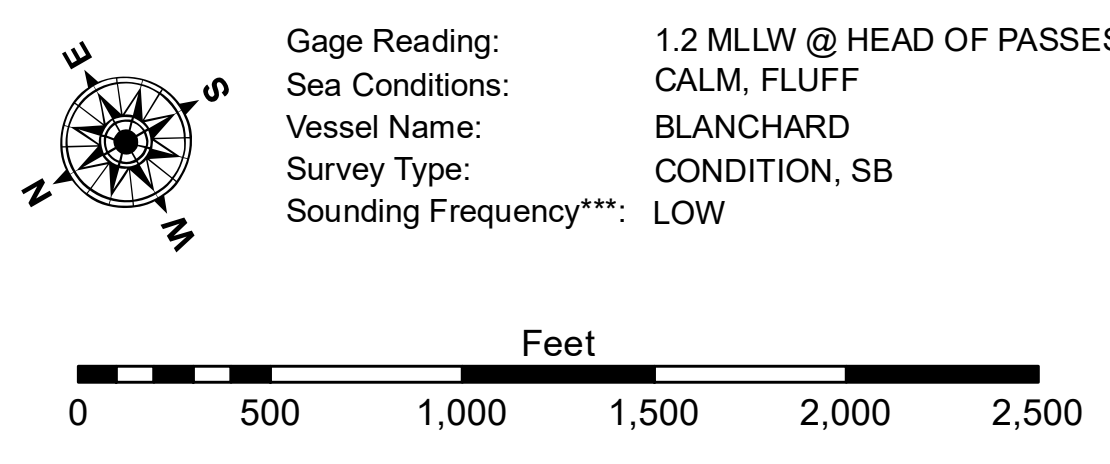 E
S
N
W
Gage Reading: 1.2 MLLW @ HEAD OF PASSES
Sea Conditions: CALM, FLUFF
Vessel Name: BLANCHARD
Survey Type: CONDITION, SB
Sounding Frequency***: LOW
Feet
0 500 1,000 1,500 2,000 2,500